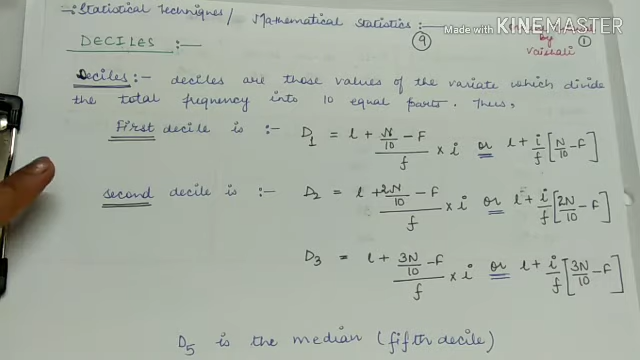 → Statistical Techniques / Mathematical Statistics :—
Made with KINEMASTER
by
Vaishali ①
⑨
DECILES :—
Deciles :– deciles are those values of the variate which divide
the total frequency into 10 equal parts. Thus,
First decile is :– D₁ = l + (N/10 – F)/f × i or l + i/f [N/10 – F]
second decile is :– D₂ = l + (2N/10 – F)/f × i or l + i/f [2N/10 – F]
D₃ = l + (3N/10 – F)/f × i or l + i/f [3N/10 – F]
D₅ is the median (fifth decile)